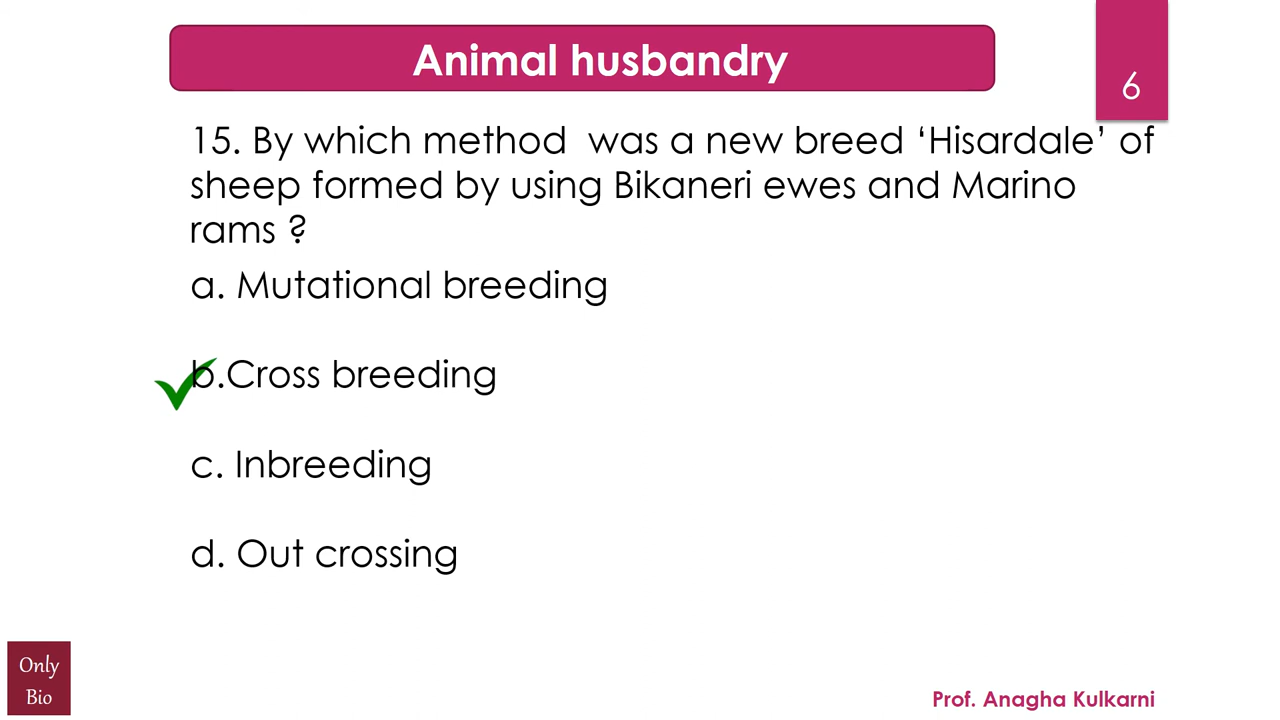 Animal husbandry
6
15. By which method was a new breed ‘Hisardale’ of
sheep formed by using Bikaneri ewes and Marino
rams ?
a. Mutational breeding
b.Cross breeding
c. Inbreeding
d. Out crossing
Only
Bio
Prof. Anagha Kulkarni